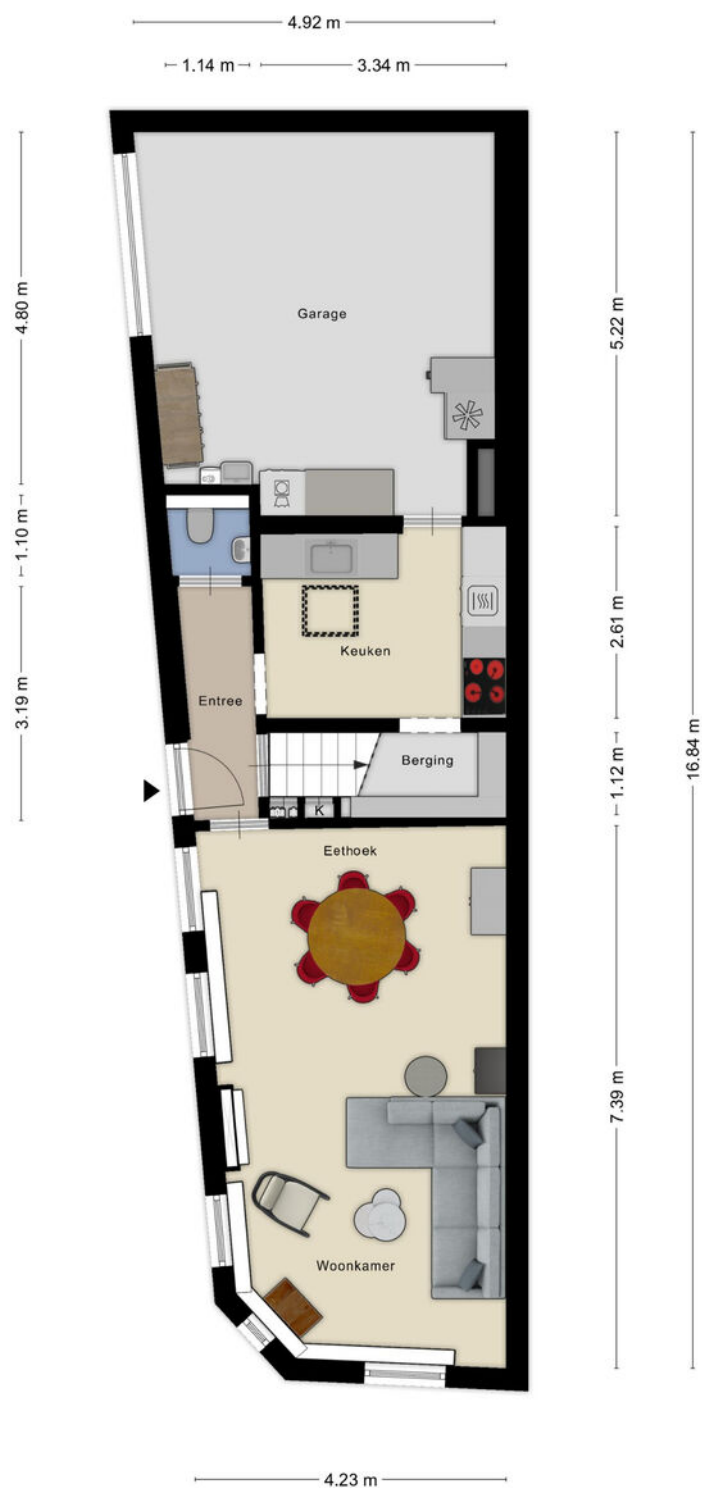 4.92 m
1.14 m
3.34 m
Garage
4.80 m
5.22 m
1.10 m
2.61 m
Keuken
3.19 m
Entree
16.84 m
1.12 m
Berging
K
Eethoek
7.39 m
Woonkamer
4.23 m